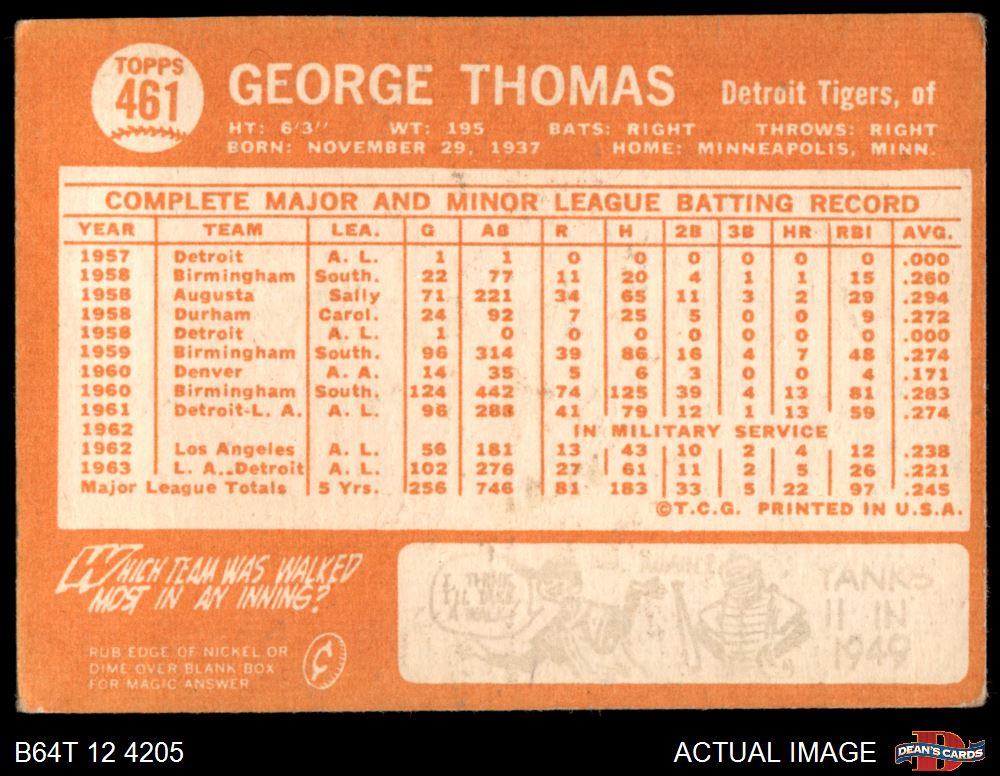 TOPPS
461
GEORGE THOMAS Detroit Tigers, of
HT: 6'3" WT: 195 BATS: RIGHT THROWS: RIGHT
BORN: NOVEMBER 29, 1937 HOME: MINNEAPOLIS, MINN.
COMPLETE MAJOR AND MINOR LEAGUE BATTING RECORD
YEAR TEAM LEA. G AB R H 2B 3B HR RBI AVG.
1957 Detroit A. L. 1 1 0 0 0 0 0 0 .000
1958 Birmingham South. 22 77 11 20 4 1 1 15 .260
1958 Augusta Sally 71 221 34 65 11 3 2 29 .294
1958 Durham Carol. 24 92 7 25 5 0 0 9 .272
1958 Detroit A. L. 1 0 0 0 0 0 0 0 .000
1959 Birmingham South. 96 314 39 86 16 4 7 48 .274
1960 Denver A. A. 14 35 5 6 3 0 0 4 .171
1960 Birmingham South. 124 442 74 125 39 4 13 81 .283
1961 Detroit-L. A. A. L. 96 288 41 79 12 1 13 59 .274
1962 IN MILITARY SERVICE
1962 Los Angeles A. L. 56 181 13 43 10 2 4 12 .238
1963 L. A.-Detroit A. L. 102 276 27 61 11 2 5 26 .221
Major League Totals 5 Yrs. 256 746 81 183 33 5 22 97 .245
©T.C.G. PRINTED IN U.S.A.
WHICH TEAM WAS WALKED
MOST IN AN INNING?
RUB EDGE OF NICKEL OR
DIME OVER BLANK BOX
FOR MAGIC ANSWER
¢
I THINK
I'LL
AGAIN?
YANKS
11 IN
1949
B64T 12 4205
ACTUAL IMAGE
DEAN'S CARDS